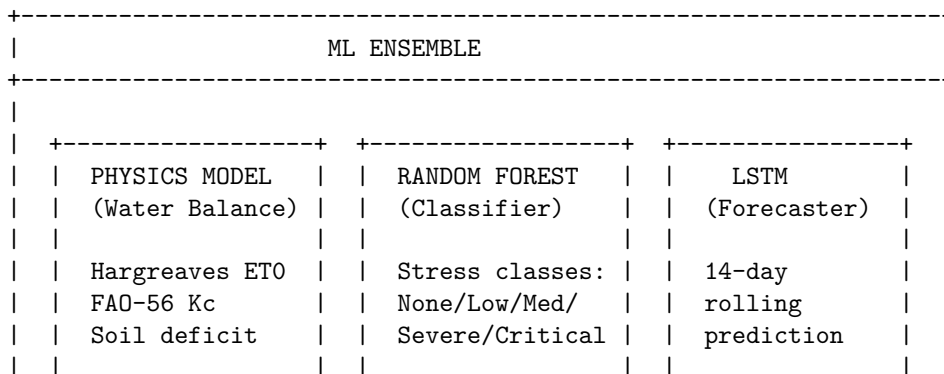 ML ENSEMBLE
PHYSICS MODEL RANDOM FOREST LSTM
(Water Balance) (Classifier) (Forecaster)
Hargreaves ET0 Stress classes: 14-day
FAO-56 Kc None/Low/Med/ rolling
Soil deficit Severe/Critical prediction